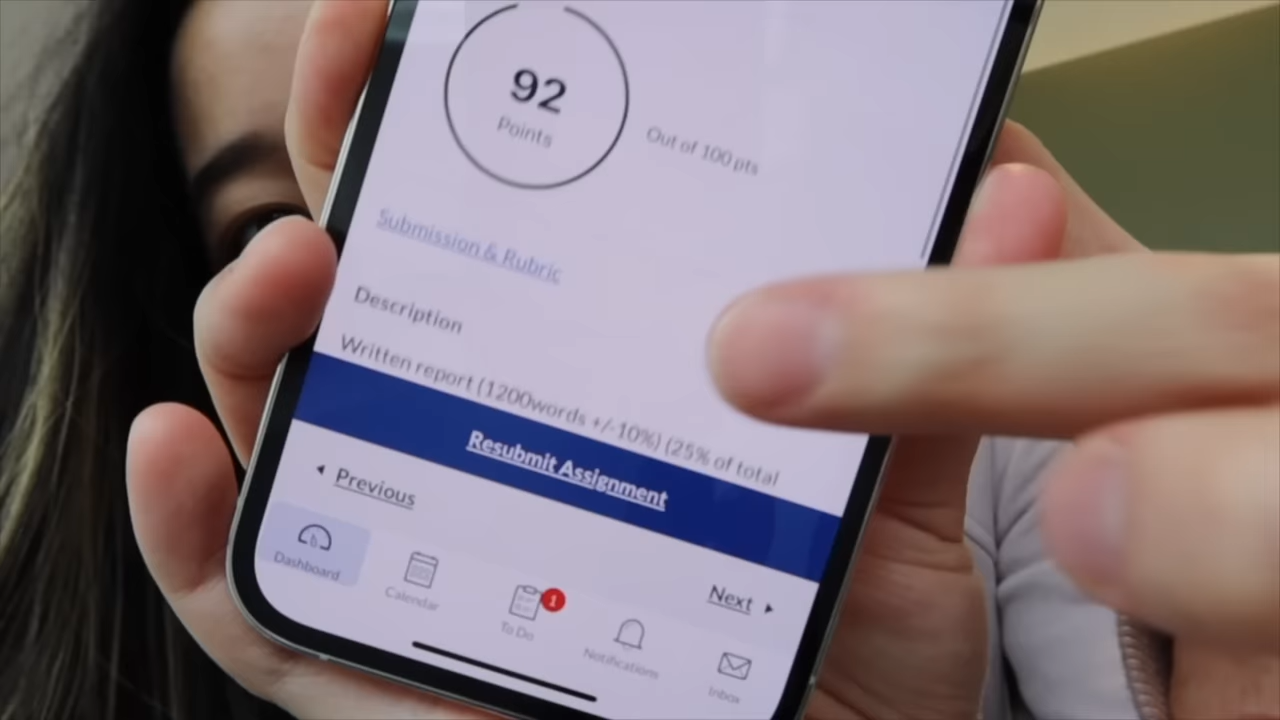 92
Points
Out of 100 pts
Submission & Rubric
Description
Written report (1200words +/-10%) (25% of total
Resubmit Assignment
Previous
Next
Dashboard
Calendar
1
To Do
Notifications
Inbox